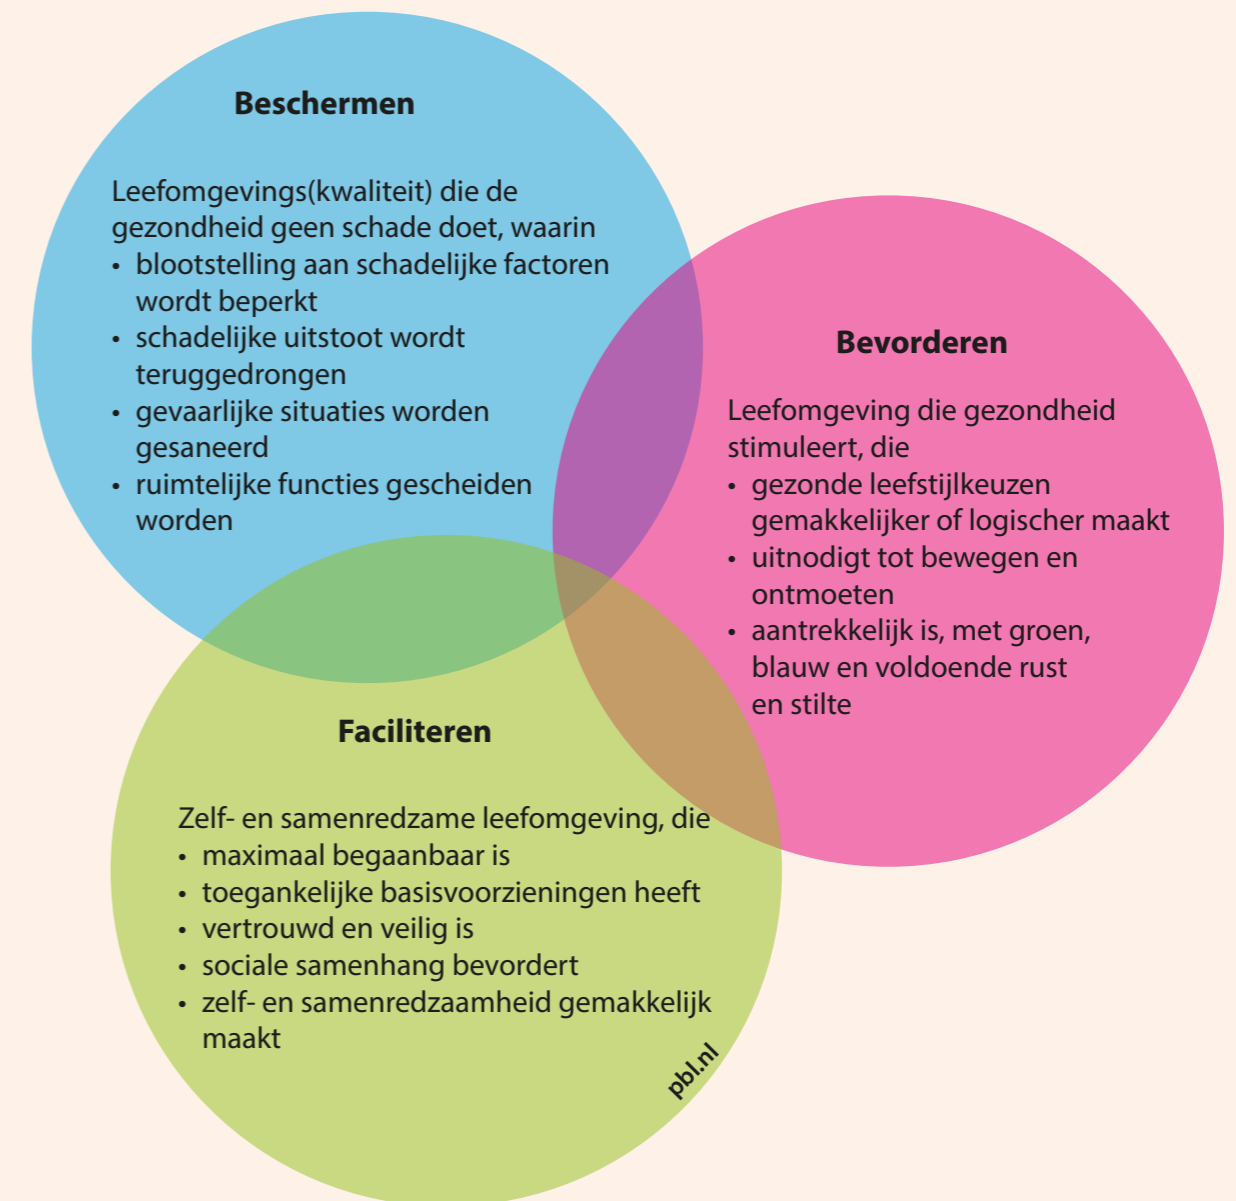 Beschermen
Leefomgevings(kwaliteit) die de
gezondheid geen schade doet, waarin
• blootstelling aan schadelijke factoren
wordt beperkt
• schadelijke uitstoot wordt
teruggedrongen
• gevaarlijke situaties worden
gesaneerd
• ruimtelijke functies gescheiden
worden
Bevorderen
Leefomgeving die gezondheid
stimuleert, die
• gezonde leefstijlkeuzen
gemakkelijker of logischer maakt
• uitnodigt tot bewegen en
ontmoeten
• aantrekkelijk is, met groen,
blauw en voldoende rust
en stilte
Faciliteren
Zelf- en samenredzame leefomgeving, die
• maximaal begaanbaar is
• toegankelijke basisvoorzieningen heeft
• vertrouwd en veilig is
• sociale samenhang bevordert
• zelf- en samenredzaamheid gemakkelijk
maakt
pbl.nl